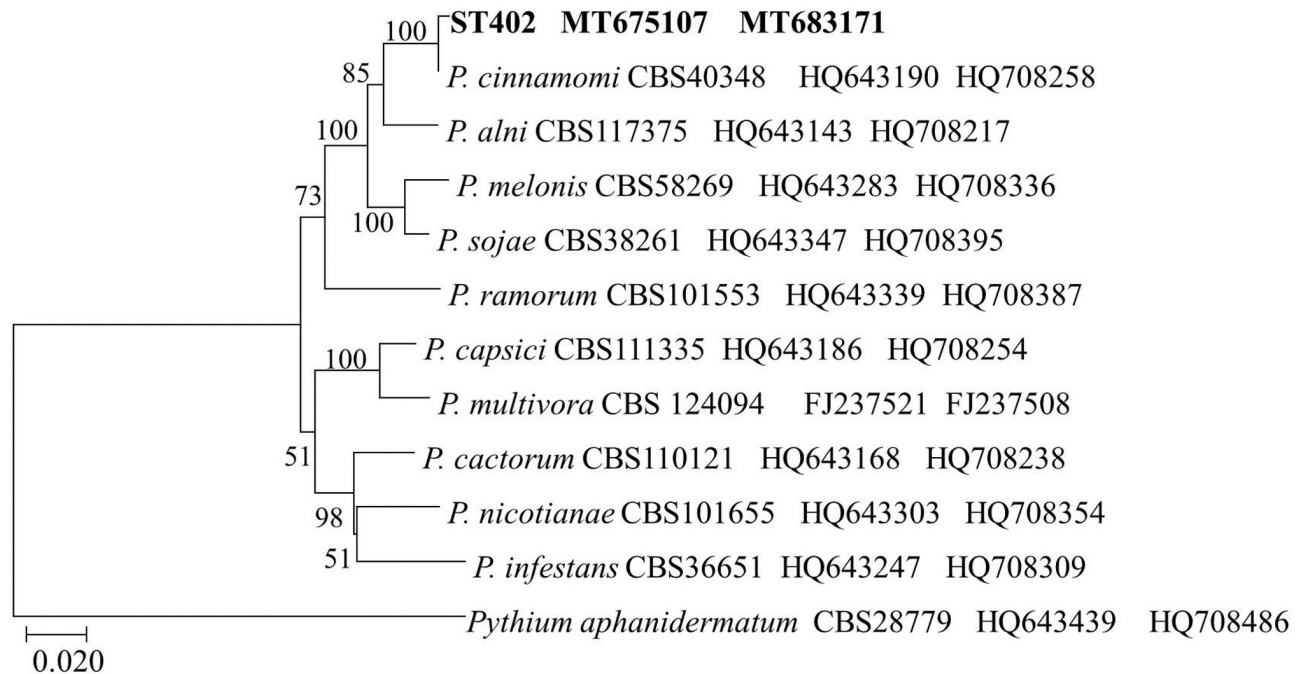 100
ST402 MT675107 MT683171
85
P. cinnamomi CBS40348 HQ643190 HQ708258
100
P. alni CBS117375 HQ643143 HQ708217
73
P. melonis CBS58269 HQ643283 HQ708336
100
P. sojae CBS38261 HQ643347 HQ708395
P. ramorum CBS101553 HQ643339 HQ708387
100
P. capsici CBS111335 HQ643186 HQ708254
P. multivora CBS 124094 FJ237521 FJ237508
51
P. cactorum CBS110121 HQ643168 HQ708238
98
P. nicotianae CBS101655 HQ643303 HQ708354
51
P. infestans CBS36651 HQ643247 HQ708309
Pythium aphanidermatum CBS28779 HQ643439 HQ708486
0.020